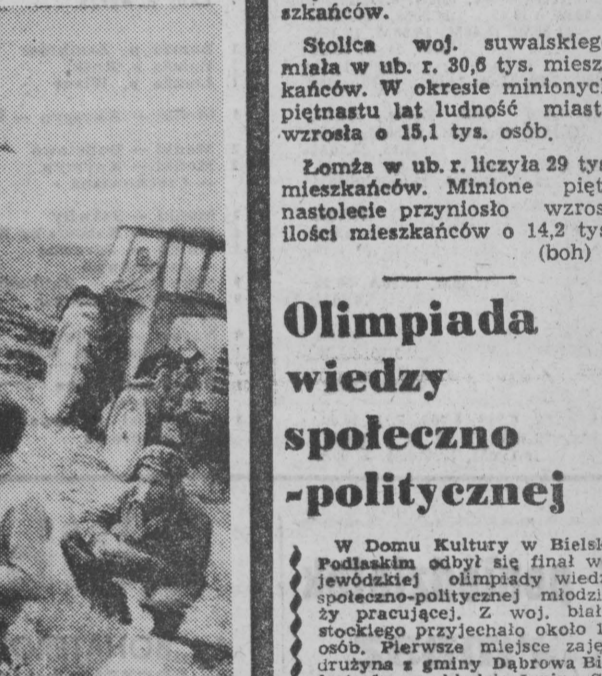 szkańców.
Stolica woj. suwalskieg
miała w ub. r. 30,6 tys. miesz
kańców. W okresie minionyc
piętnastu lat ludność miast
wzrosła o 15,1 tys. osób.
Łomża w ub. r. liczyła 29 ty
mieszkańców. Minione pięt
nastolecie przyniosło wzros
ilości mieszkańców o 14,2 tys
(boh)
Olimpiada
wiedzy
społeczno
-politycznej
W Domu Kultury w Bielsk
Podlaskim odbył się finał w
jewódzkiej olimpiady wiedz
społeczno-politycznej młodzi
ży pracującej. Z woj. biał
stockiego przyjechało około 1
osób. Pierwsze miejsce zaję
drużyna z gminy Dąbrowa Bi